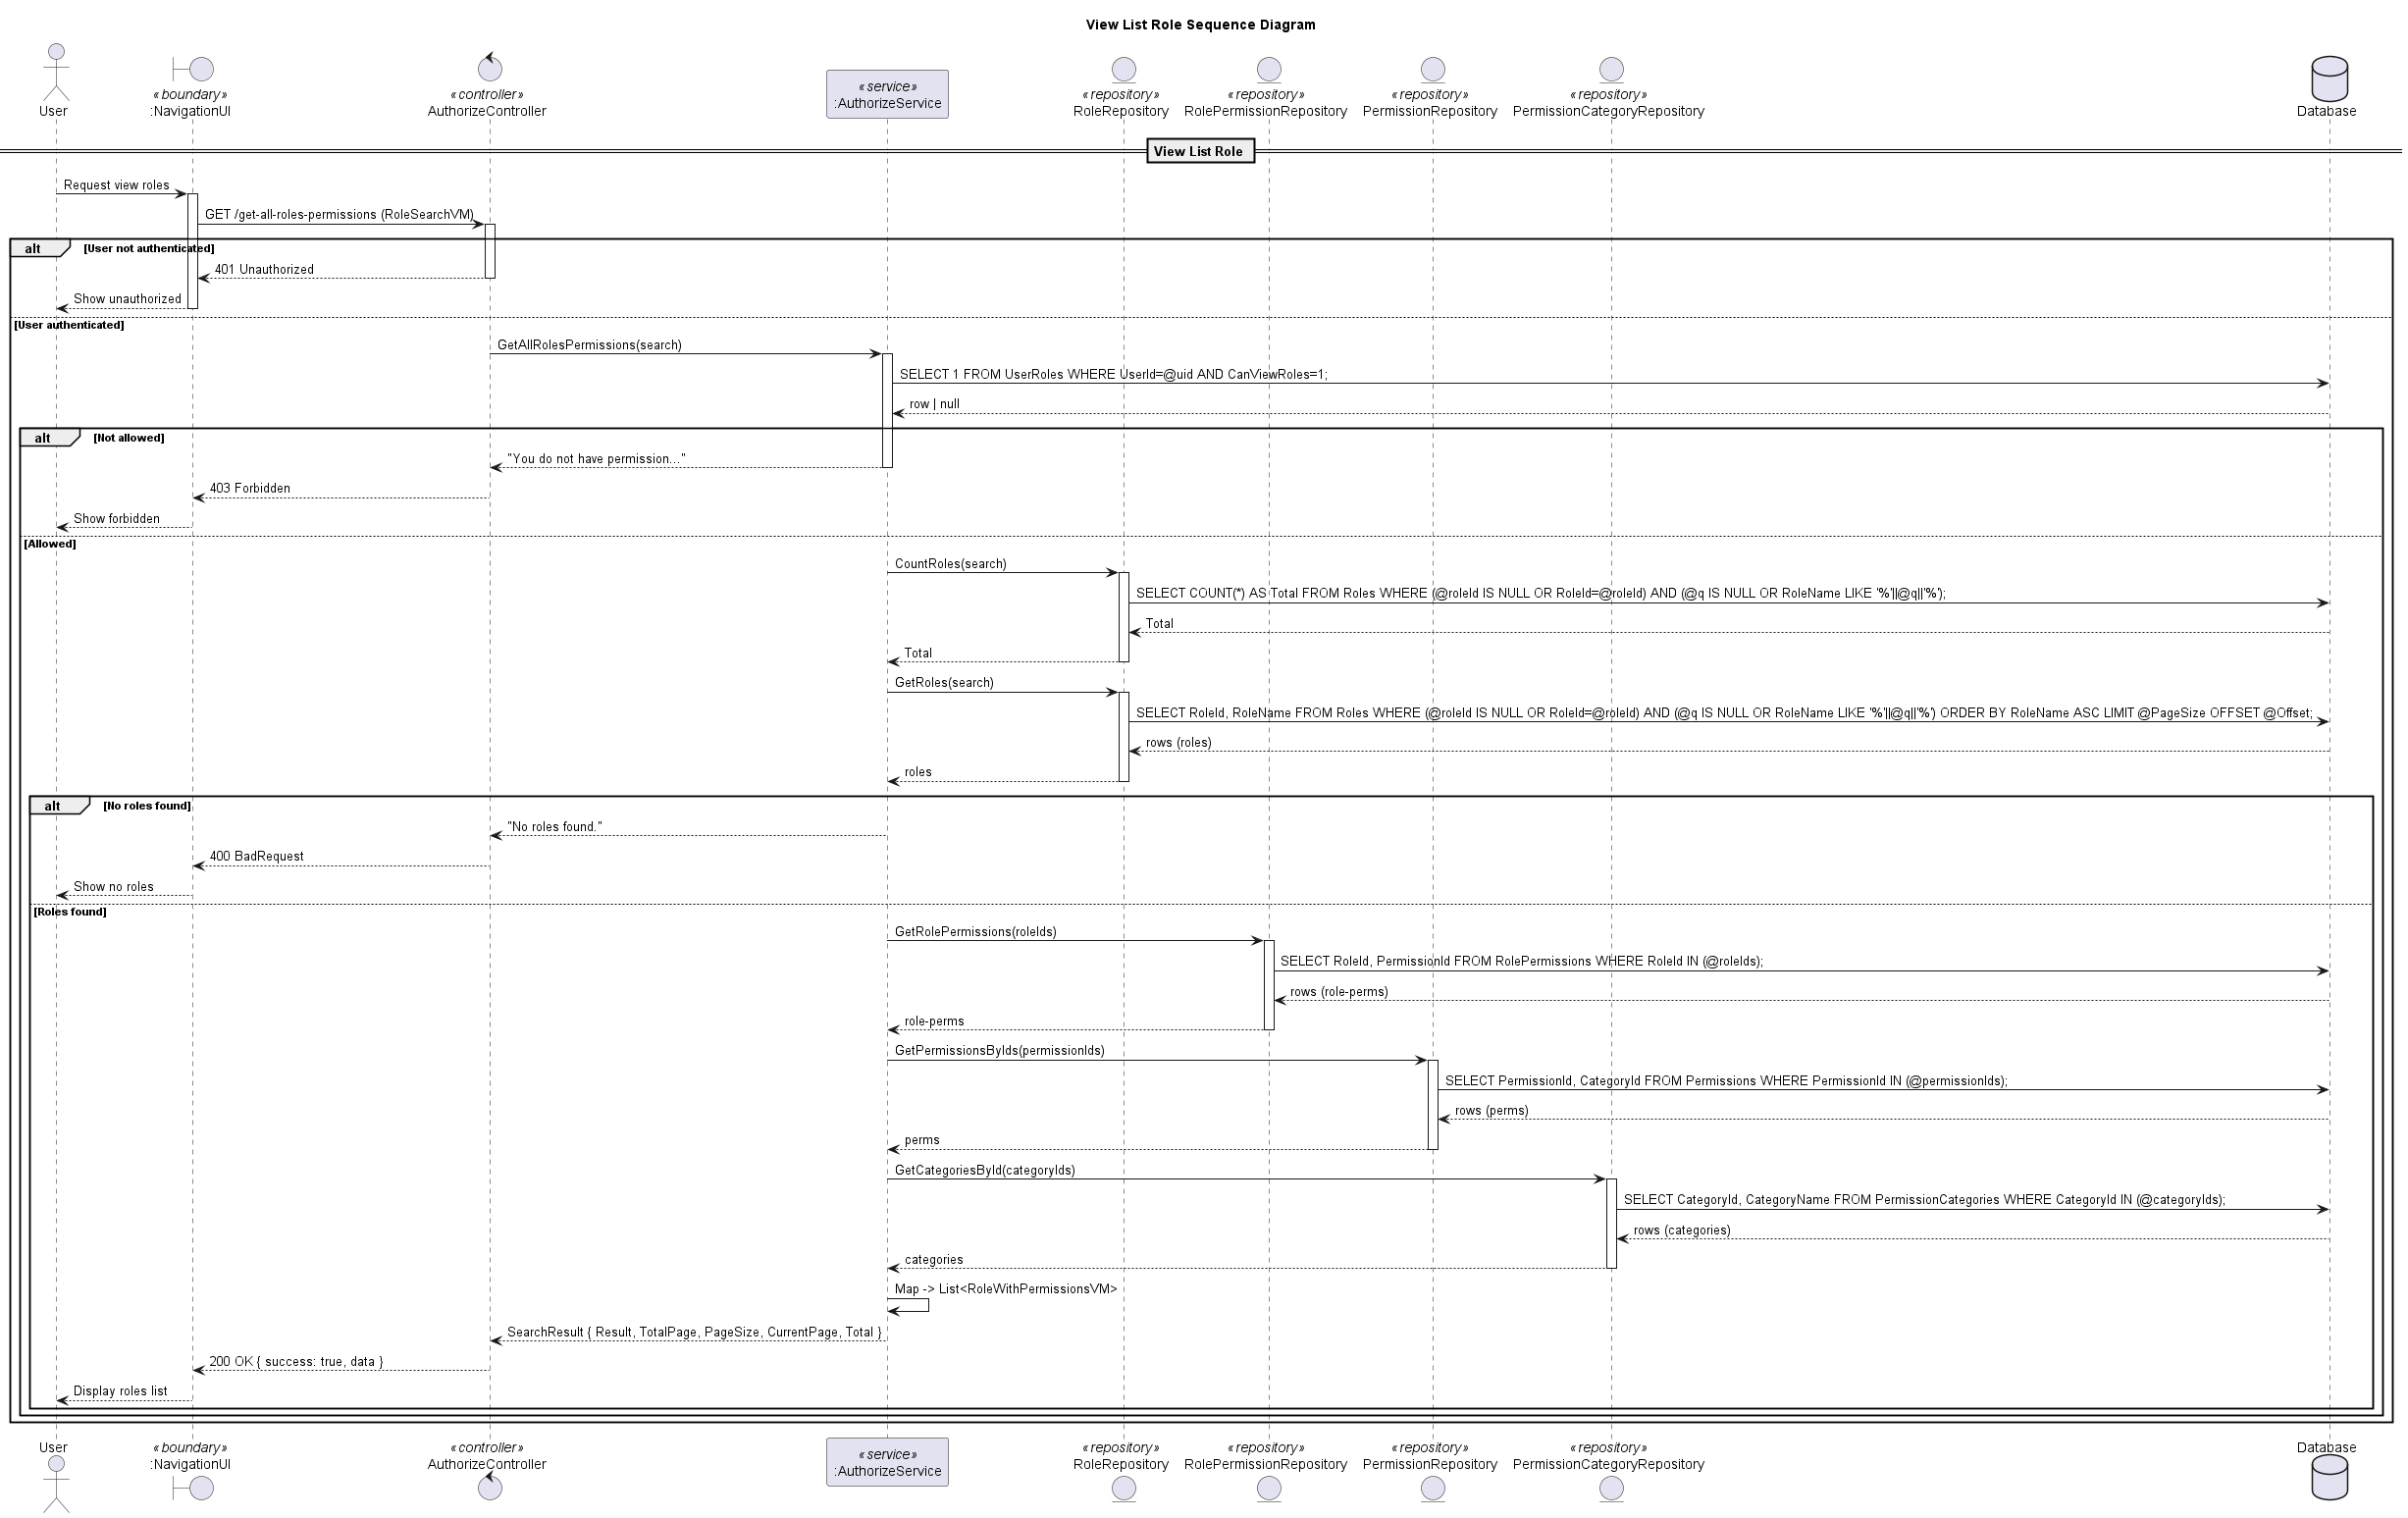 View List Role Sequence Diagram
User
«boundary»
:NavigationUI
«controller»
AuthorizeController
«service»
:AuthorizeService
«repository»
RoleRepository
«repository»
RolePermissionRepository
«repository»
PermissionRepository
«repository»
PermissionCategoryRepository
Database
View List Role
Request view roles
GET /get-all-roles-permissions (RoleSearchVM)
alt [User not authenticated]
401 Unauthorized
Show unauthorized
[User authenticated]
GetAllRolesPermissions(search)
SELECT 1 FROM UserRoles WHERE UserId=@uid AND CanViewRoles=1;
row | null
alt [Not allowed]
"You do not have permission..."
403 Forbidden
Show forbidden
[Allowed]
CountRoles(search)
SELECT COUNT(*) AS Total FROM Roles WHERE (@roleId IS NULL OR RoleId=@roleId) AND (@q IS NULL OR RoleName LIKE '%'||@q||'%');
Total
Total
GetRoles(search)
SELECT RoleId, RoleName FROM Roles WHERE (@roleId IS NULL OR RoleId=@roleId) AND (@q IS NULL OR RoleName LIKE '%'||@q||'%') ORDER BY RoleName ASC LIMIT @PageSize OFFSET @Offset;
rows (roles)
roles
alt [No roles found]
"No roles found."
400 BadRequest
Show no roles
[Roles found]
GetRolePermissions(roleIds)
SELECT RoleId, PermissionId FROM RolePermissions WHERE RoleId IN (@roleIds);
rows (role-perms)
role-perms
GetPermissionsByIds(permissionIds)
SELECT PermissionId, CategoryId FROM Permissions WHERE PermissionId IN (@permissionIds);
rows (perms)
perms
GetCategoriesById(categoryIds)
SELECT CategoryId, CategoryName FROM PermissionCategories WHERE CategoryId IN (@categoryIds);
rows (categories)
categories
Map -> List<RoleWithPermissionsVM>
SearchResult { Result, TotalPage, PageSize, CurrentPage, Total }
200 OK { success: true, data }
Display roles list
User
«boundary»
:NavigationUI
«controller»
AuthorizeController
«service»
:AuthorizeService
«repository»
RoleRepository
«repository»
RolePermissionRepository
«repository»
PermissionRepository
«repository»
PermissionCategoryRepository
Database